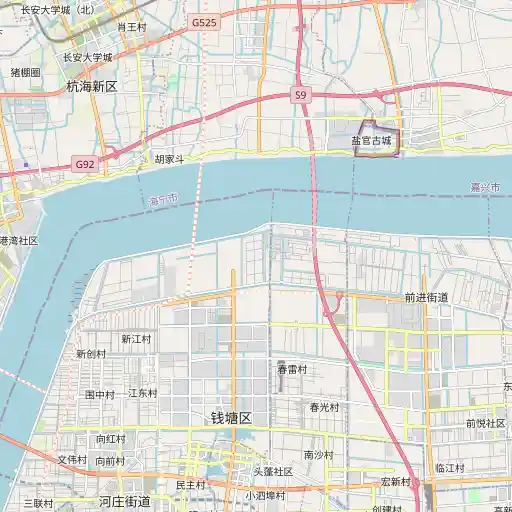 长安大学城（北）
肖王村
G525
长安大学城
猪棚圈
杭海新区
S9
盐官古城
胡家斗
G92
海宁市
嘉兴市
港湾社区
前进街道
新江村
新创村
春雷村
围中村
江东村
春光村
钱塘区
前悦社区
向红村
文伟村
向前村
南沙村
头蓬社区
临江村
民主村
宏新村
小泗埠村
三联村
河庄街道
创建村